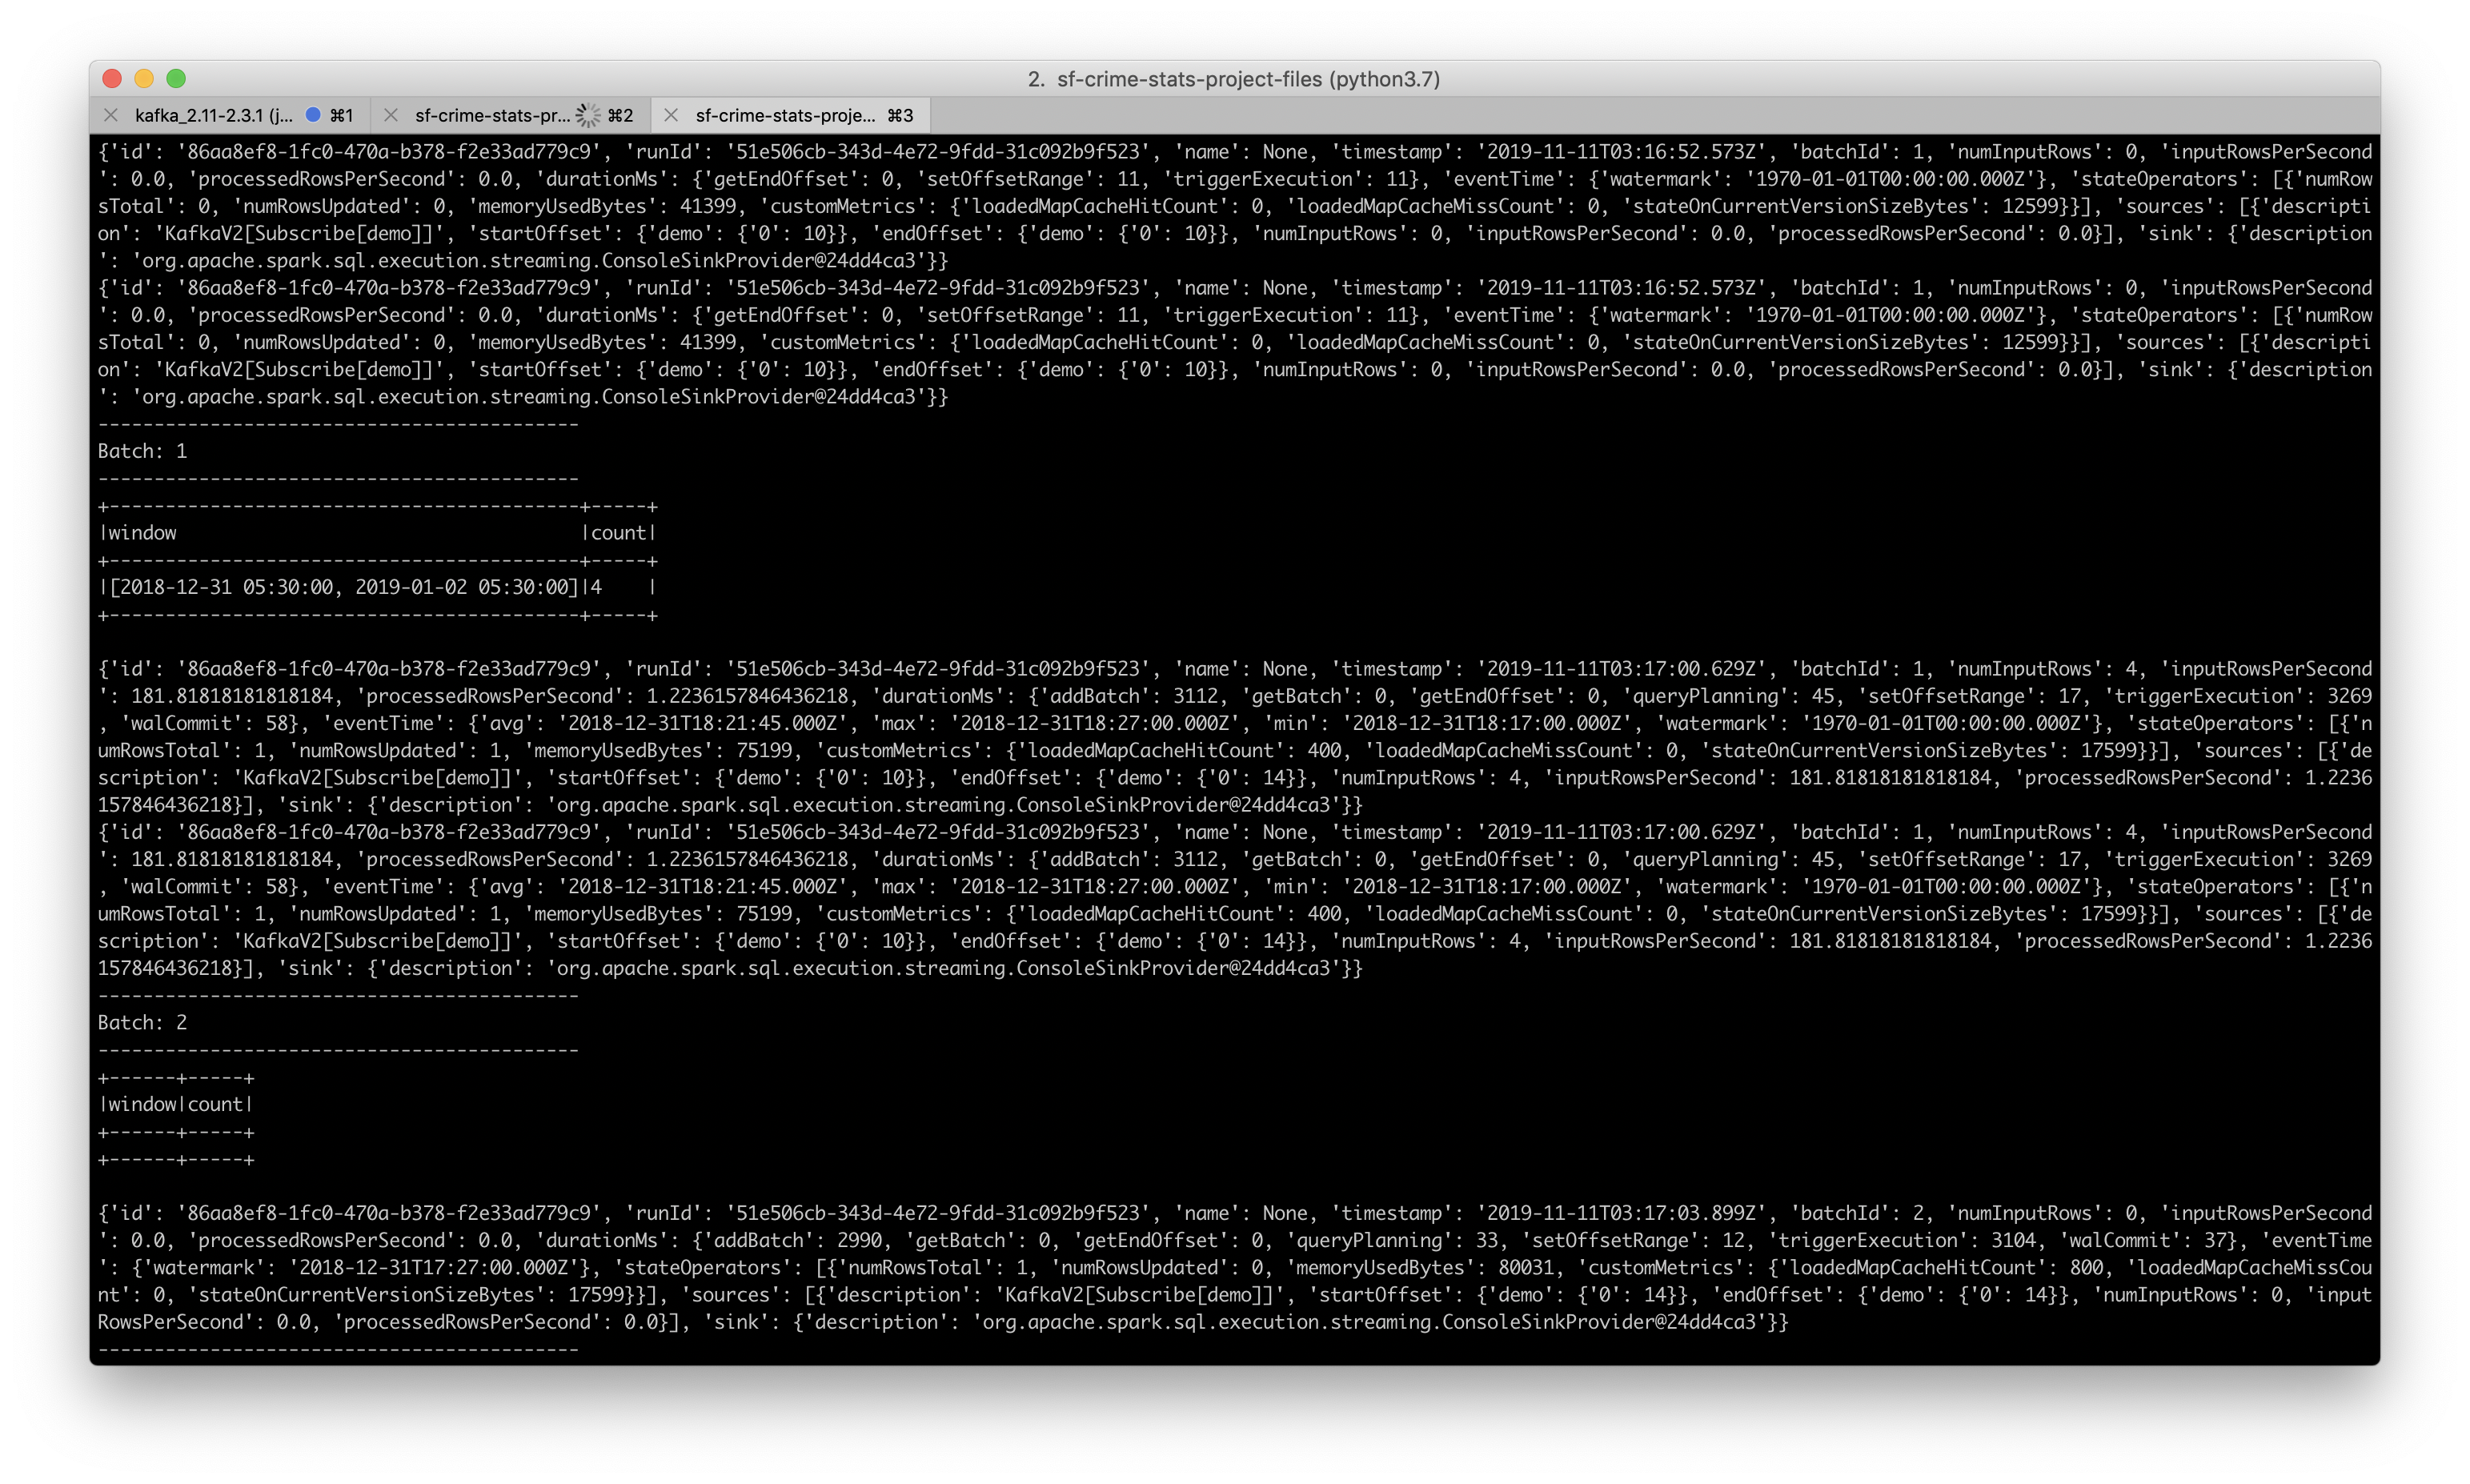 2. sf-crime-stats-project-files (python3.7)
kafka_2.11-2.3.1 (j... ⌘1 sf-crime-stats-pr... ⌘2 sf-crime-stats-proje... ⌘3
{'id': '86aa8ef8-1fc0-470a-b378-f2e33ad779c9', 'runId': '51e506cb-343d-4e72-9fdd-31c092b9f523', 'name': None, 'timestamp': '2019-11-11T03:16:52.573Z', 'batchId': 1, 'numInputRows': 0, 'inputRowsPerSecond
': 0.0, 'processedRowsPerSecond': 0.0, 'durationMs': {'getEndOffset': 0, 'setOffsetRange': 11, 'triggerExecution': 11}, 'eventTime': {'watermark': '1970-01-01T00:00:00.000Z'}, 'stateOperators': [{'numRow
sTotal': 0, 'numRowsUpdated': 0, 'memoryUsedBytes': 41399, 'customMetrics': {'loadedMapCacheHitCount': 0, 'loadedMapCacheMissCount': 0, 'stateOnCurrentVersionSizeBytes': 12599}}], 'sources': [{'descripti
on': 'KafkaV2[Subscribe[demo]]', 'startOffset': {'demo': {'0': 10}}, 'endOffset': {'demo': {'0': 10}}, 'numInputRows': 0, 'inputRowsPerSecond': 0.0, 'processedRowsPerSecond': 0.0}], 'sink': {'description
': 'org.apache.spark.sql.execution.streaming.ConsoleSinkProvider@24dd4ca3'}}
{'id': '86aa8ef8-1fc0-470a-b378-f2e33ad779c9', 'runId': '51e506cb-343d-4e72-9fdd-31c092b9f523', 'name': None, 'timestamp': '2019-11-11T03:16:52.573Z', 'batchId': 1, 'numInputRows': 0, 'inputRowsPerSecond
': 0.0, 'processedRowsPerSecond': 0.0, 'durationMs': {'getEndOffset': 0, 'setOffsetRange': 11, 'triggerExecution': 11}, 'eventTime': {'watermark': '1970-01-01T00:00:00.000Z'}, 'stateOperators': [{'numRow
sTotal': 0, 'numRowsUpdated': 0, 'memoryUsedBytes': 41399, 'customMetrics': {'loadedMapCacheHitCount': 0, 'loadedMapCacheMissCount': 0, 'stateOnCurrentVersionSizeBytes': 12599}}], 'sources': [{'descripti
on': 'KafkaV2[Subscribe[demo]]', 'startOffset': {'demo': {'0': 10}}, 'endOffset': {'demo': {'0': 10}}, 'numInputRows': 0, 'inputRowsPerSecond': 0.0, 'processedRowsPerSecond': 0.0}], 'sink': {'description
': 'org.apache.spark.sql.execution.streaming.ConsoleSinkProvider@24dd4ca3'}}
-------------------------------------------
Batch: 1
-------------------------------------------
+------------------------------------------+-----+
|window                                    |count|
+------------------------------------------+-----+
|[2018-12-31 05:30:00, 2019-01-02 05:30:00]|4    |
+------------------------------------------+-----+
{'id': '86aa8ef8-1fc0-470a-b378-f2e33ad779c9', 'runId': '51e506cb-343d-4e72-9fdd-31c092b9f523', 'name': None, 'timestamp': '2019-11-11T03:17:00.629Z', 'batchId': 1, 'numInputRows': 4, 'inputRowsPerSecond
': 181.81818181818184, 'processedRowsPerSecond': 1.2236157846436218, 'durationMs': {'addBatch': 3112, 'getBatch': 0, 'getEndOffset': 0, 'queryPlanning': 45, 'setOffsetRange': 17, 'triggerExecution': 3269
, 'walCommit': 58}, 'eventTime': {'avg': '2018-12-31T18:21:45.000Z', 'max': '2018-12-31T18:27:00.000Z', 'min': '2018-12-31T18:17:00.000Z', 'watermark': '1970-01-01T00:00:00.000Z'}, 'stateOperators': [{'n
umRowsTotal': 1, 'numRowsUpdated': 1, 'memoryUsedBytes': 75199, 'customMetrics': {'loadedMapCacheHitCount': 400, 'loadedMapCacheMissCount': 0, 'stateOnCurrentVersionSizeBytes': 17599}}], 'sources': [{'de
scription': 'KafkaV2[Subscribe[demo]]', 'startOffset': {'demo': {'0': 10}}, 'endOffset': {'demo': {'0': 14}}, 'numInputRows': 4, 'inputRowsPerSecond': 181.81818181818184, 'processedRowsPerSecond': 1.2236
157846436218}], 'sink': {'description': 'org.apache.spark.sql.execution.streaming.ConsoleSinkProvider@24dd4ca3'}}
{'id': '86aa8ef8-1fc0-470a-b378-f2e33ad779c9', 'runId': '51e506cb-343d-4e72-9fdd-31c092b9f523', 'name': None, 'timestamp': '2019-11-11T03:17:00.629Z', 'batchId': 1, 'numInputRows': 4, 'inputRowsPerSecond
': 181.81818181818184, 'processedRowsPerSecond': 1.2236157846436218, 'durationMs': {'addBatch': 3112, 'getBatch': 0, 'getEndOffset': 0, 'queryPlanning': 45, 'setOffsetRange': 17, 'triggerExecution': 3269
, 'walCommit': 58}, 'eventTime': {'avg': '2018-12-31T18:21:45.000Z', 'max': '2018-12-31T18:27:00.000Z', 'min': '2018-12-31T18:17:00.000Z', 'watermark': '1970-01-01T00:00:00.000Z'}, 'stateOperators': [{'n
umRowsTotal': 1, 'numRowsUpdated': 1, 'memoryUsedBytes': 75199, 'customMetrics': {'loadedMapCacheHitCount': 400, 'loadedMapCacheMissCount': 0, 'stateOnCurrentVersionSizeBytes': 17599}}], 'sources': [{'de
scription': 'KafkaV2[Subscribe[demo]]', 'startOffset': {'demo': {'0': 10}}, 'endOffset': {'demo': {'0': 14}}, 'numInputRows': 4, 'inputRowsPerSecond': 181.81818181818184, 'processedRowsPerSecond': 1.2236
157846436218}], 'sink': {'description': 'org.apache.spark.sql.execution.streaming.ConsoleSinkProvider@24dd4ca3'}}
-------------------------------------------
Batch: 2
-------------------------------------------
+------+-----+
|window|count|
+------+-----+
+------+-----+
{'id': '86aa8ef8-1fc0-470a-b378-f2e33ad779c9', 'runId': '51e506cb-343d-4e72-9fdd-31c092b9f523', 'name': None, 'timestamp': '2019-11-11T03:17:03.899Z', 'batchId': 2, 'numInputRows': 0, 'inputRowsPerSecond
': 0.0, 'processedRowsPerSecond': 0.0, 'durationMs': {'addBatch': 2990, 'getBatch': 0, 'getEndOffset': 0, 'queryPlanning': 33, 'setOffsetRange': 12, 'triggerExecution': 3104, 'walCommit': 37}, 'eventTime
': {'watermark': '2018-12-31T17:27:00.000Z'}, 'stateOperators': [{'numRowsTotal': 1, 'numRowsUpdated': 0, 'memoryUsedBytes': 80031, 'customMetrics': {'loadedMapCacheHitCount': 800, 'loadedMapCacheMissCou
nt': 0, 'stateOnCurrentVersionSizeBytes': 17599}}], 'sources': [{'description': 'KafkaV2[Subscribe[demo]]', 'startOffset': {'demo': {'0': 14}}, 'endOffset': {'demo': {'0': 14}}, 'numInputRows': 0, 'input
RowsPerSecond': 0.0, 'processedRowsPerSecond': 0.0}], 'sink': {'description': 'org.apache.spark.sql.execution.streaming.ConsoleSinkProvider@24dd4ca3'}}
-------------------------------------------